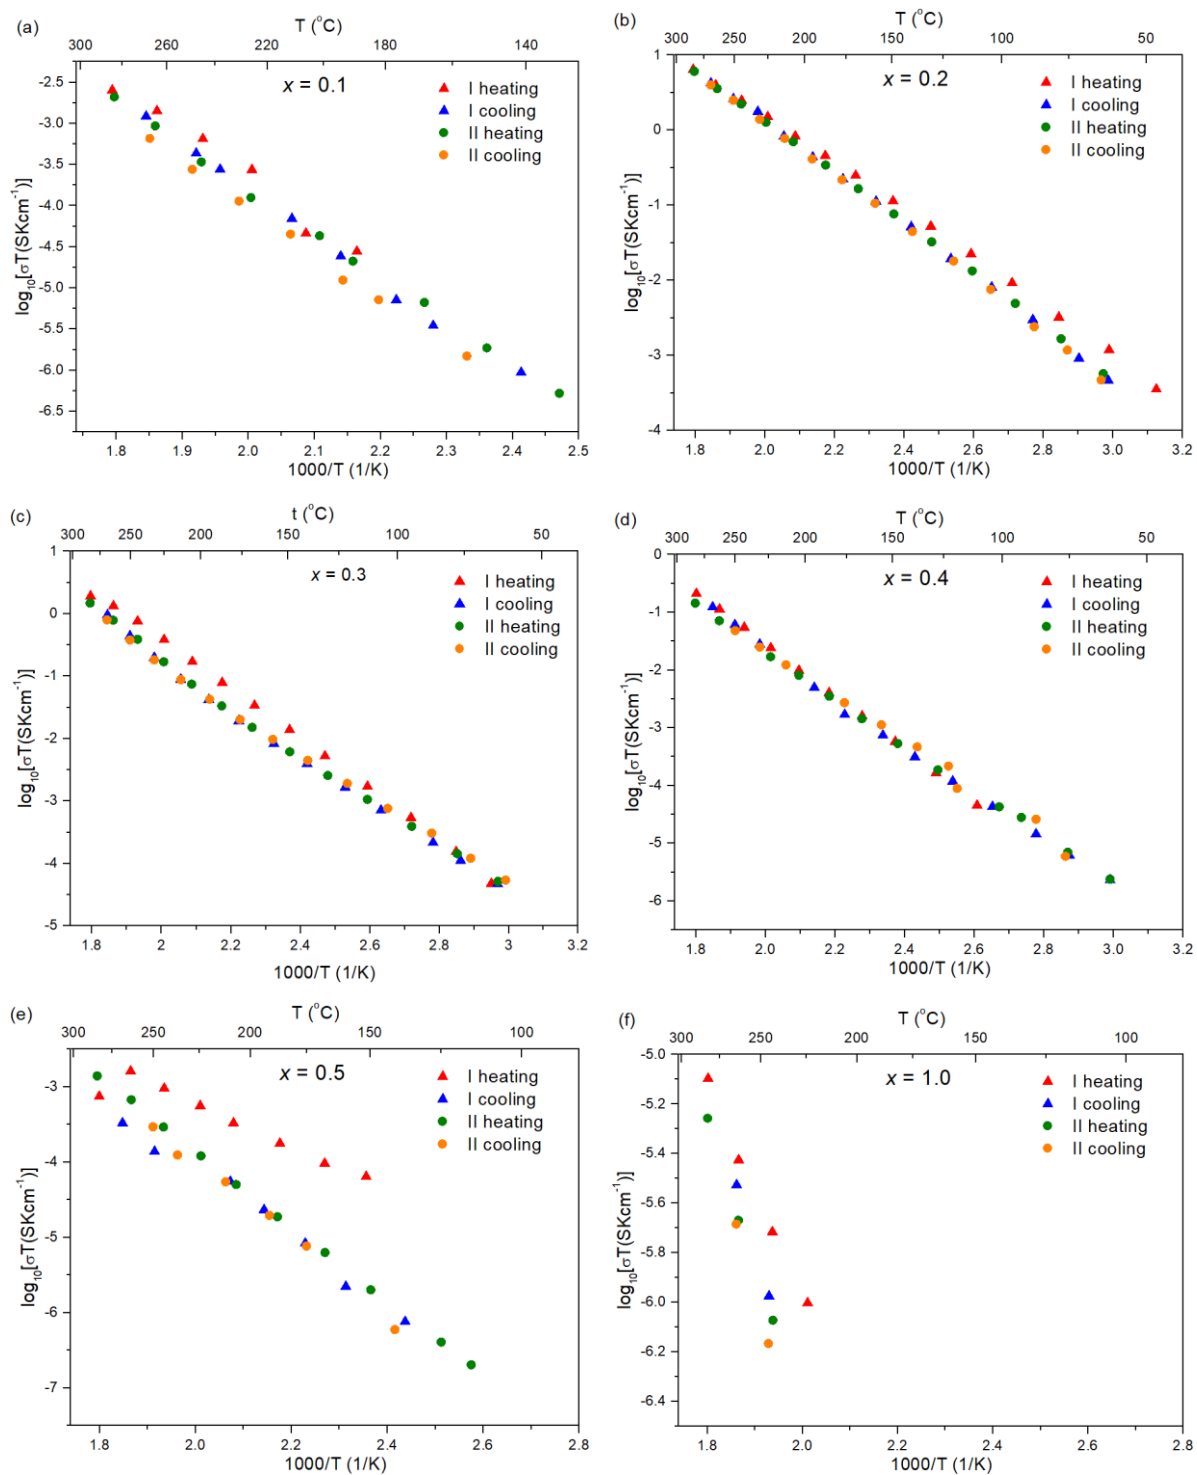 (a)
T (°C)
300 260 210 180 140
x = 0.1
I heating
I cooling
II heating
II cooling
log10[σT(SKcm-1)]
-2.5
-3.0
-3.5
-4.0
-4.5
-5.0
-5.5
-6.0
-6.5
1.8 1.9 2.0 2.1 2.2 2.3 2.4 2.5
1000/T (1/K)
(b)
T (°C)
300 250 200 150 100 50
x = 0.2
I heating
I cooling
II heating
II cooling
log10[σT(SKcm-1)]
1
0
-1
-2
-3
-4
1.8 2.0 2.2 2.4 2.6 2.8 3.0 3.2
1000/T (1/K)
(c)
t (°C)
300 250 200 150 100 50
x = 0.3
I heating
I cooling
II heating
II cooling
log10[σT(SKcm-1)]
1
0
-1
-2
-3
-4
-5
1.8 2 2.2 2.4 2.6 2.8 3 3.2
1000/T (1/K)
(d)
T (°C)
300 250 200 150 100 50
x = 0.4
I heating
I cooling
II heating
II cooling
log10[σT(SKcm-1)]
0
-1
-2
-3
-4
-5
-6
1.8 2.0 2.2 2.4 2.6 2.8 3.0 3.2
1000/T (1/K)
(e)
T (°C)
300 250 200 150 100
x = 0.5
I heating
I cooling
II heating
II cooling
log10[σT(SKcm-1)]
-3
-4
-5
-6
-7
1.8 2.0 2.2 2.4 2.6 2.8
1000/T (1/K)
(f)
T (°C)
300 250 200 150 100
x = 1.0
I heating
I cooling
II heating
II cooling
log10[σT(SKcm-1)]
-5.0
-5.2
-5.4
-5.6
-5.8
-6.0
-6.2
-6.4
1.8 2.0 2.2 2.4 2.6 2.8
1000/T (1/K)